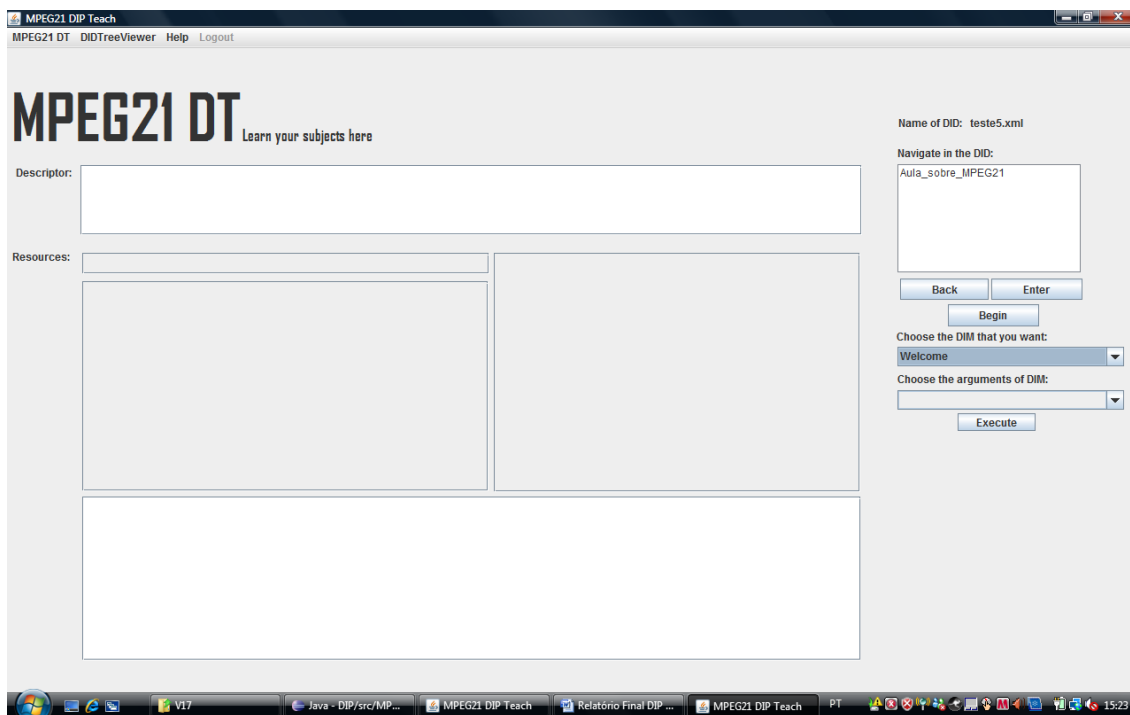 MPEG21 DIP Teach
MPEG21 DT DIDTreeViewer Help Logout
MPEG21 DT Learn your subjects here
Name of DID: teste5.xml
Navigate in the DID:
Aula_sobre_MPEG21
Descriptor:
Resources:
Back Enter
Begin
Choose the DIM that you want:
Welcome
Choose the arguments of DIM:
Execute
V17 Java - DIP/src/MP... MPEG21 DIP Teach Relatório Final DIP ... MPEG21 DIP Teach PT 15:23